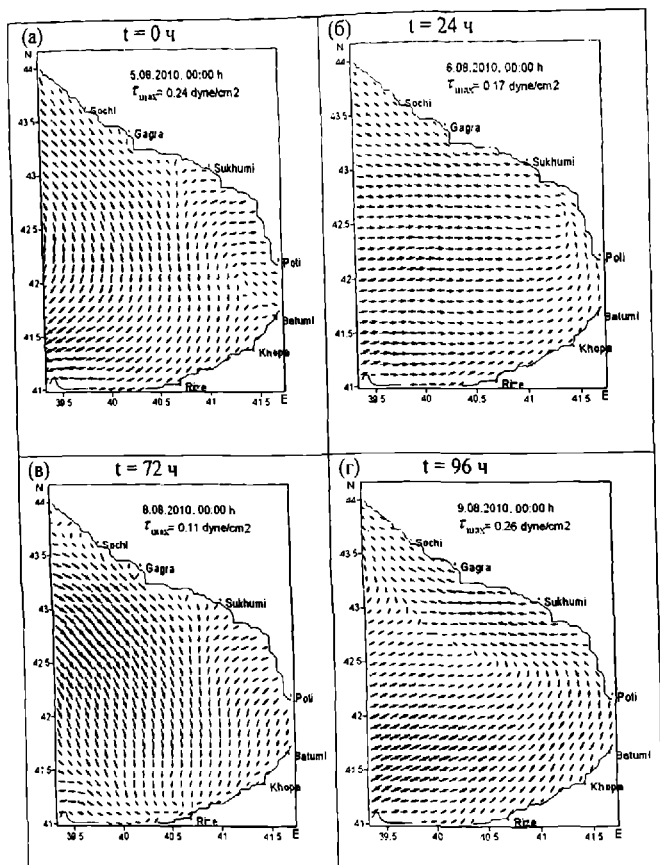 (а) t = 0 ч
N
5.08.2010, 00:00 h
τmax= 0.24 dyne/cm2
44
Sochi
43.5
Gagra
43
Sukhumi
42.5
Poti
42
Batumi
41.5
Khopa
41
Rize
39.5 40 40.5 41 41.5 E
(б) t = 24 ч
N
6.08.2010, 00:00 h
τmax= 0.17 dyne/cm2
44
Sochi
43.5
Gagra
43
Sukhumi
42.5
Poti
42
Batumi
41.5
Khopa
41
Rize
39.5 40 40.5 41 41.5 E
(в) t = 72 ч
N
8.08.2010, 00:00 h
τmax= 0.11 dyne/cm2
44
Sochi
43.5
Gagra
43
Sukhumi
42.5
Poti
42
Batumi
41.5
Khopa
41
Rize
39.5 40 40.5 41 41.5 E
(г) t = 96 ч
N
9.08.2010, 00:00 h
τmax= 0.26 dyne/cm2
44
Sochi
43.5
Gagra
43
Sukhumi
42.5
Poti
42
Batumi
41.5
Khopa
41
Rize
39.5 40 40.5 41 41.5 E